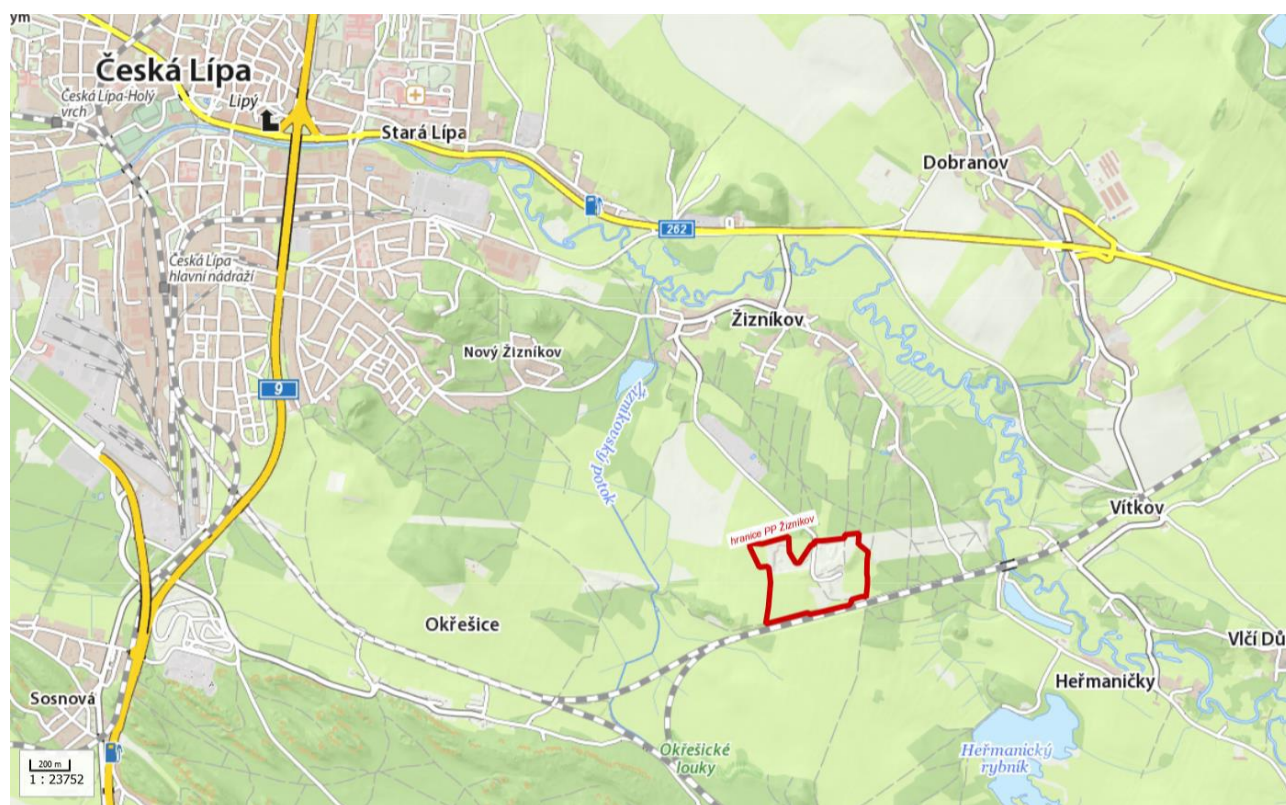 ym
Česká Lípa
Česká Lípa-Holý
vrch
Lipý
Stará Lípa
Dobranov
262
Česká Lípa
hlavní nádraží
Žizníkov
Nový Žizníkov
9
Žizníkovský potok
Vítkov
hranice PP Žizníkov
Okřešice
Vlčí Dů
Heřmaničky
Sosnová
Okřešické
louky
Heřmanický
rybník
200 m
1 : 23752